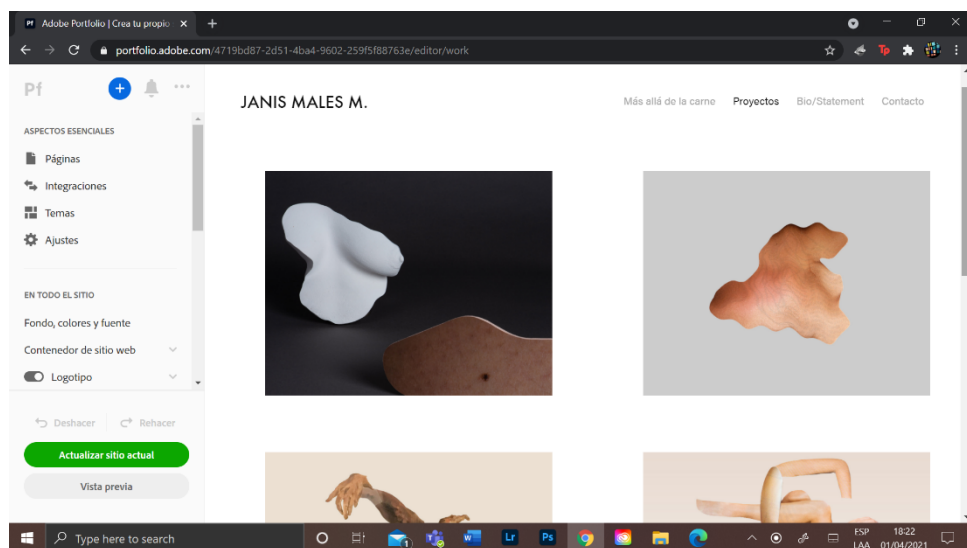 Adobe Portfolio | Crea tu propio
portfolio.adobe.com/4719bd87-2d51-4ba4-9602-259f5f88763e/editor/work
Pf
JANIS MALES M.
Más allá de la carne Proyectos Bio/Statement Contacto
ASPECTOS ESENCIALES
Páginas
Integraciones
Temas
Ajustes
EN TODO EL SITIO
Fondo, colores y fuente
Contenedor de sitio web
Logotipo
Deshacer Rehacer
Actualizar sitio actual
Vista previa
Type here to search
Lr
Ps
ESP
LAA
18:22
01/04/2021